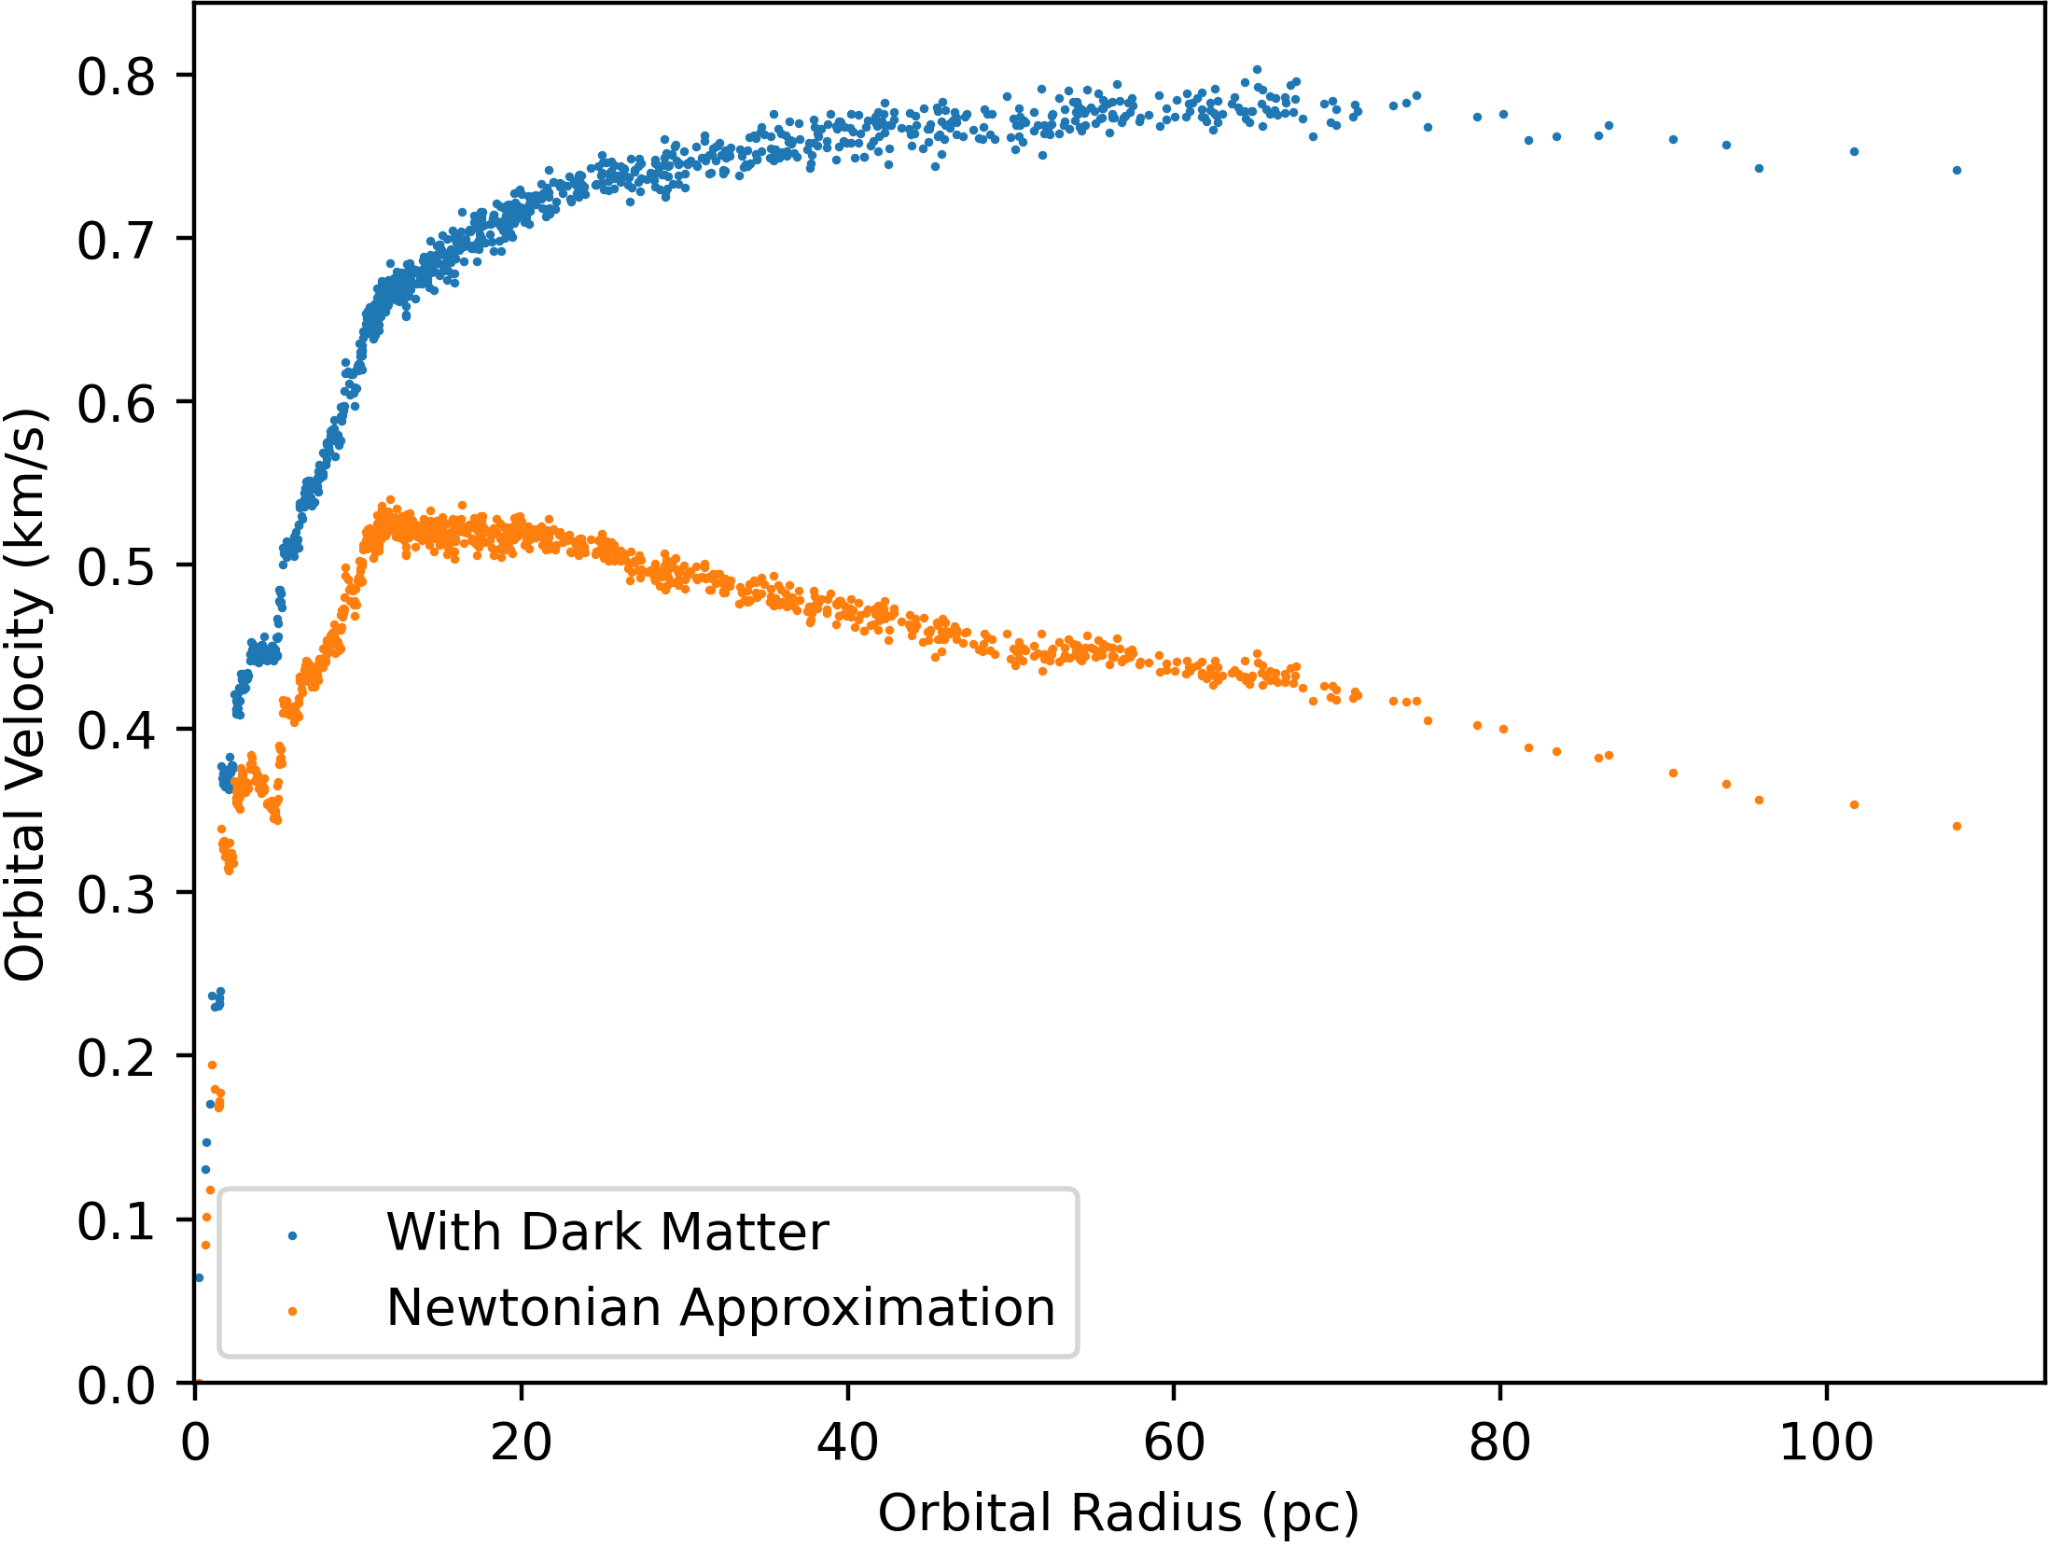 0.8
0.7
0.6
0.5
0.4
0.3
0.2
0.1
0.0
Orbital Velocity (km/s)
With Dark Matter
Newtonian Approximation
0 20 40 60 80 100
Orbital Radius (pc)